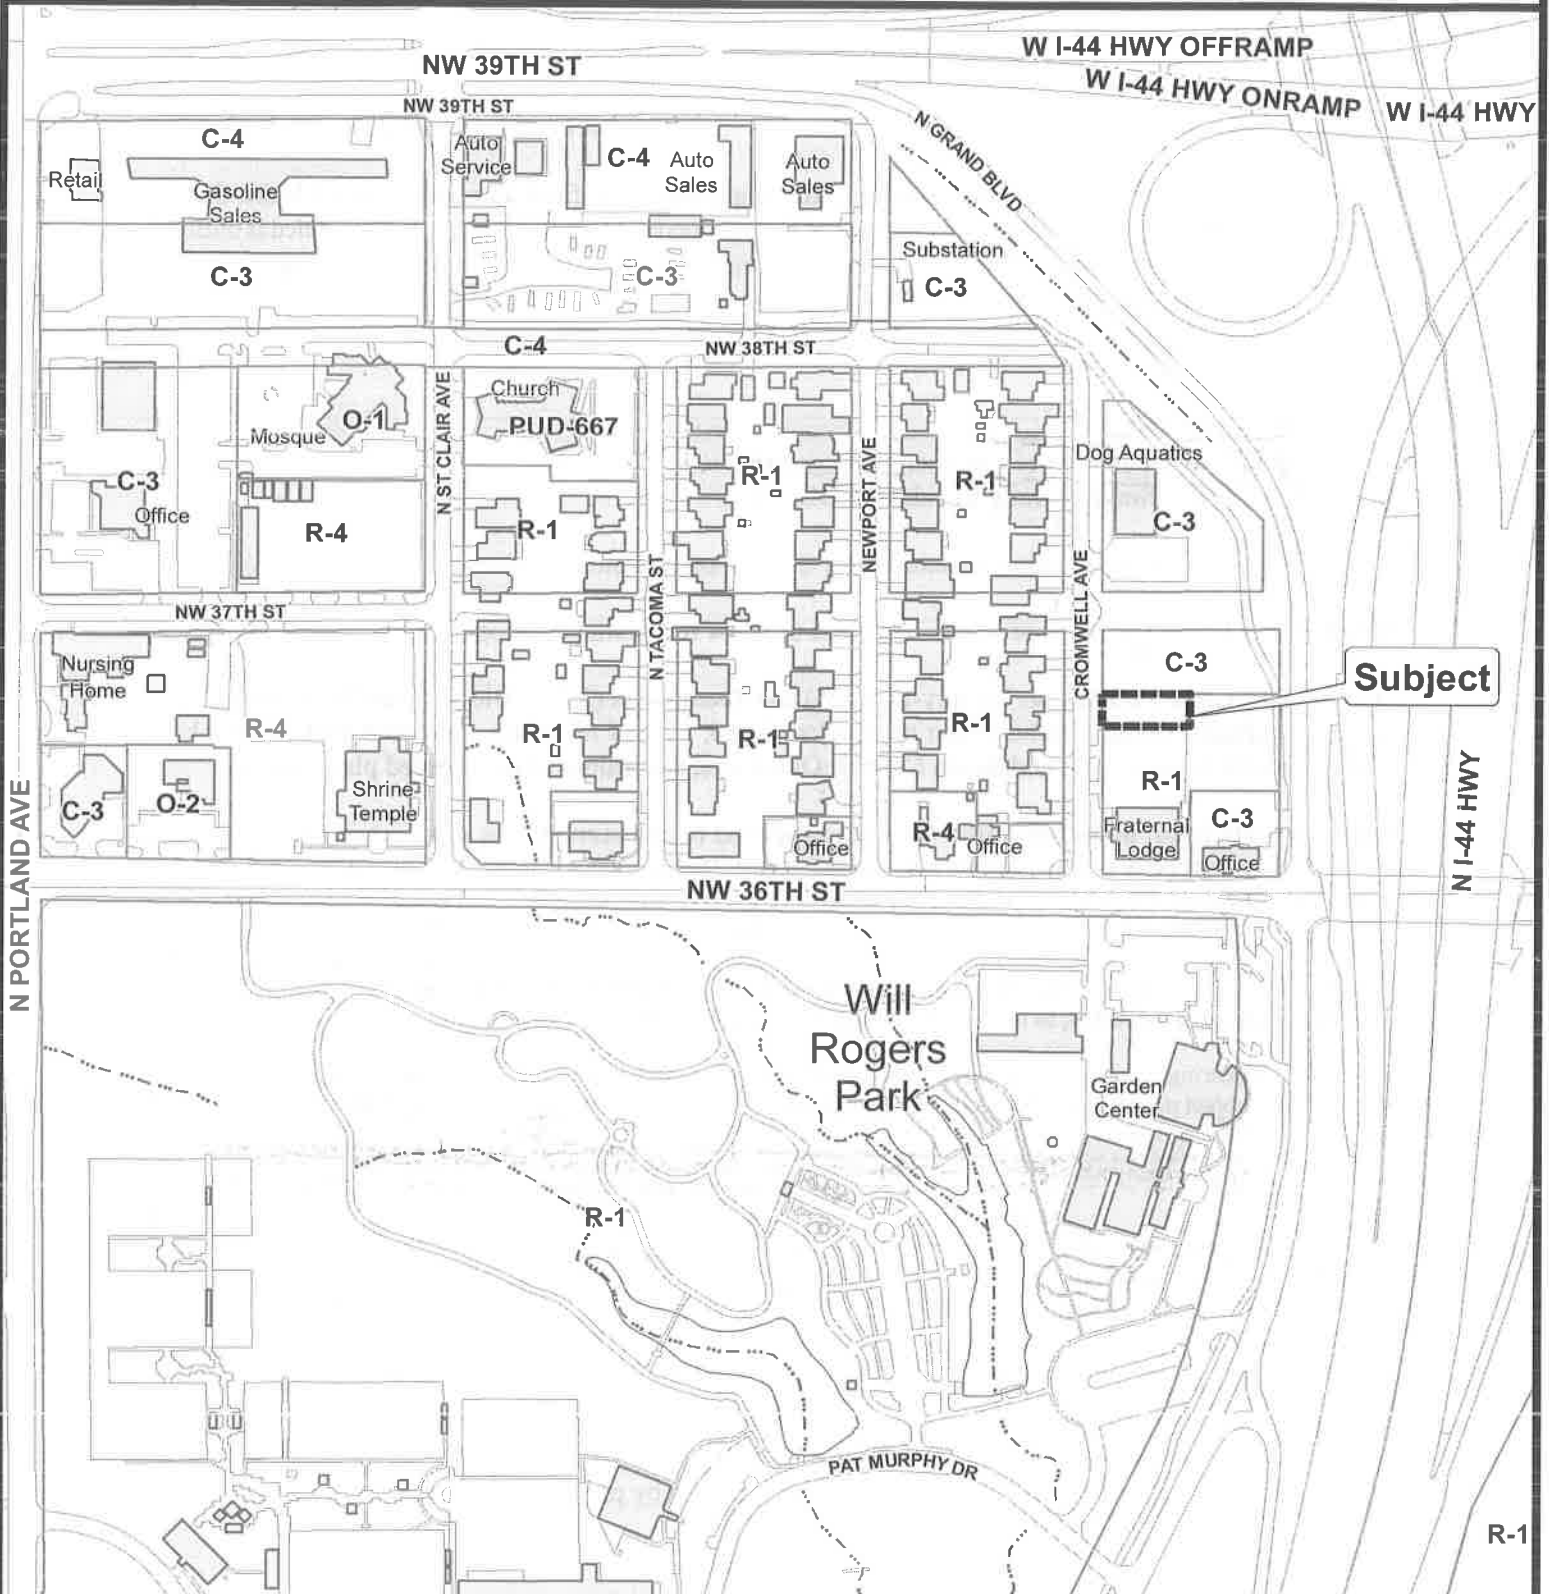 W I-44 HWY OFFRAMP
NW 39TH ST
W I-44 HWY ONRAMP
W I-44 HWY
NW 39TH ST
N GRAND BLVD
C-4
Retail
Gasoline
Sales
C-3
Auto
Service
C-4
Auto
Sales
Auto
Sales
C-3
Substation
C-3
C-4
NW 38TH ST
Church
PUD-667
O-1
Mosque
N ST CLAIR AVE
C-3
Office
R-4
R-1
R-1
NEWPORT AVE
R-1
Dog Aquatics
C-3
N TACOMA ST
CROMWELL AVE
NW 37TH ST
Nursing
Home
R-4
C-3
Subject
R-1
R-1
R-1
R-1
C-3
O-2
Shrine
Temple
R-4
Office
Office
Fraternal
Lodge
C-3
Office
N I-44 HWY
N PORTLAND AVE
NW 36TH ST
Will
Rogers
Park
Garden
Center
R-1
PAT MURPHY DR
R-1